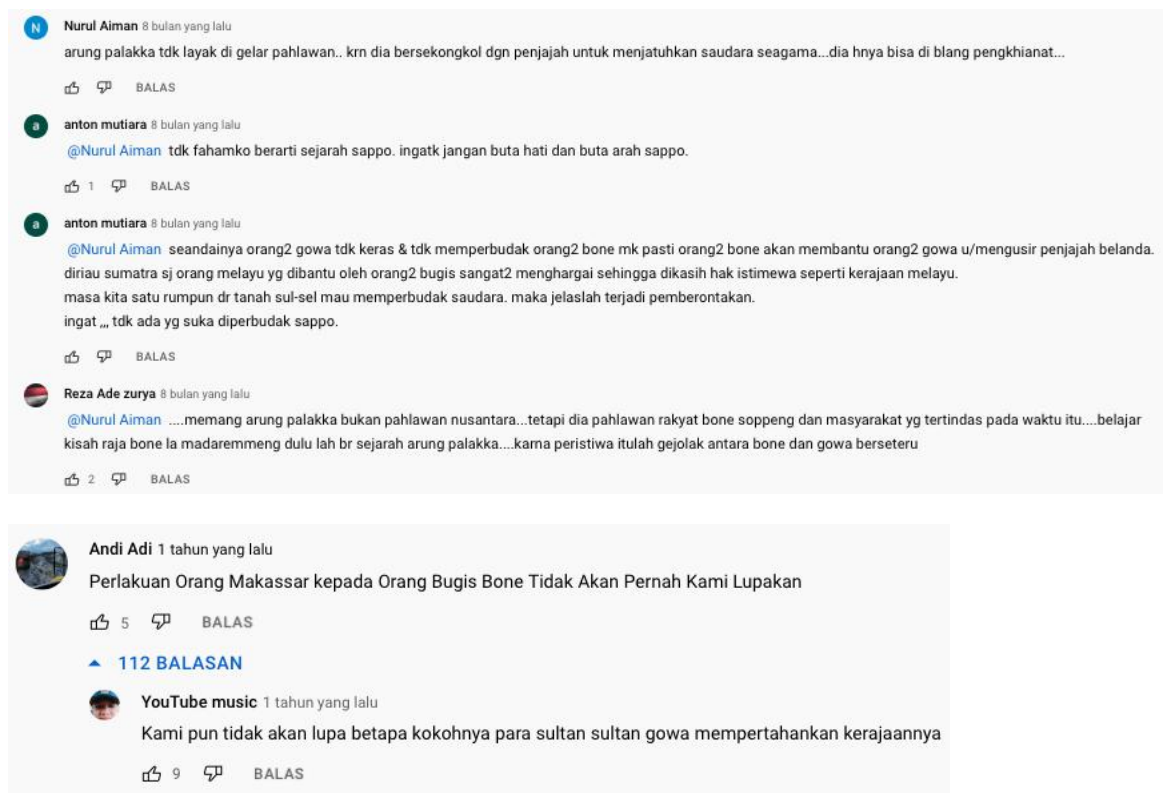 N
Nurul Aiman 8 bulan yang lalu
arung palakka tdk layak di gelar pahlawan.. krn dia bersekongkol dgn penjajah untuk menjatuhkan saudara seagama...dia hnya bisa di blang pengkhianat...
BALAS
a
anton mutiara 8 bulan yang lalu
@Nurul Aiman tdk fahamko berarti sejarah sappo. ingatk jangan buta hati dan buta arah sappo.
1 BALAS
a
anton mutiara 8 bulan yang lalu
@Nurul Aiman seandainya orang2 gowa tdk keras & tdk memperbudak orang2 bone mk pasti orang2 bone akan membantu orang2 gowa u/mengusir penjajah belanda.
diriau sumatra sj orang melayu yg dibantu oleh orang2 bugis sangat2 menghargai sehingga dikasih hak istimewa seperti kerajaan melayu.
masa kita satu rumpun dr tanah sul-sel mau memperbudak saudara. maka jelaslah terjadi pemberontakan.
ingat ,,, tdk ada yg suka diperbudak sappo.
BALAS
Reza Ade zurya 8 bulan yang lalu
@Nurul Aiman ....memang arung palakka bukan pahlawan nusantara...tetapi dia pahlawan rakyat bone soppeng dan masyarakat yg tertindas pada waktu itu....belajar
kisah raja bone la madaremmeng dulu lah br sejarah arung palakka....karna peristiwa itulah gejolak antara bone dan gowa berseteru
2 BALAS
Andi Adi 1 tahun yang lalu
Perlakuan Orang Makassar kepada Orang Bugis Bone Tidak Akan Pernah Kami Lupakan
5 BALAS
112 BALASAN
YouTube music 1 tahun yang lalu
Kami pun tidak akan lupa betapa kokohnya para sultan sultan gowa mempertahankan kerajaannya
9 BALAS